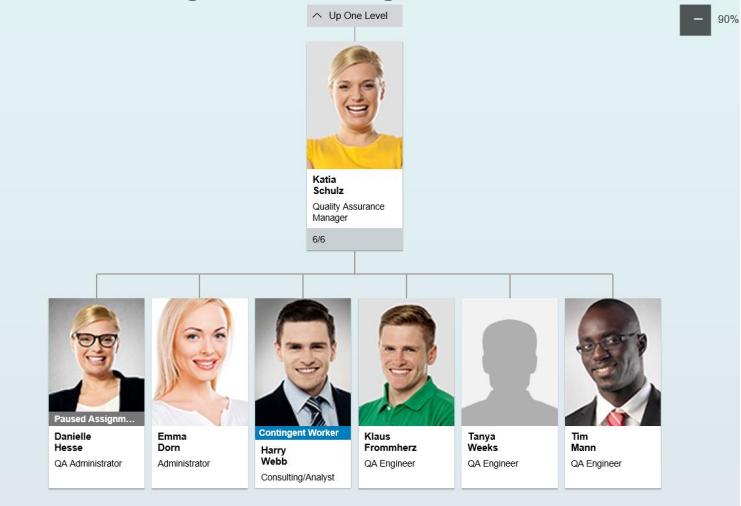 Up One Level
90%
Katia
Schulz
Quality Assurance
Manager
6/6
Paused Assignm...
Danielle
Hesse
QA Administrator
Emma
Dorn
Administrator
Contingent Worker
Harry
Webb
Consulting/Analyst
Klaus
Frommherz
QA Engineer
Tanya
Weeks
QA Engineer
Tim
Mann
QA Engineer